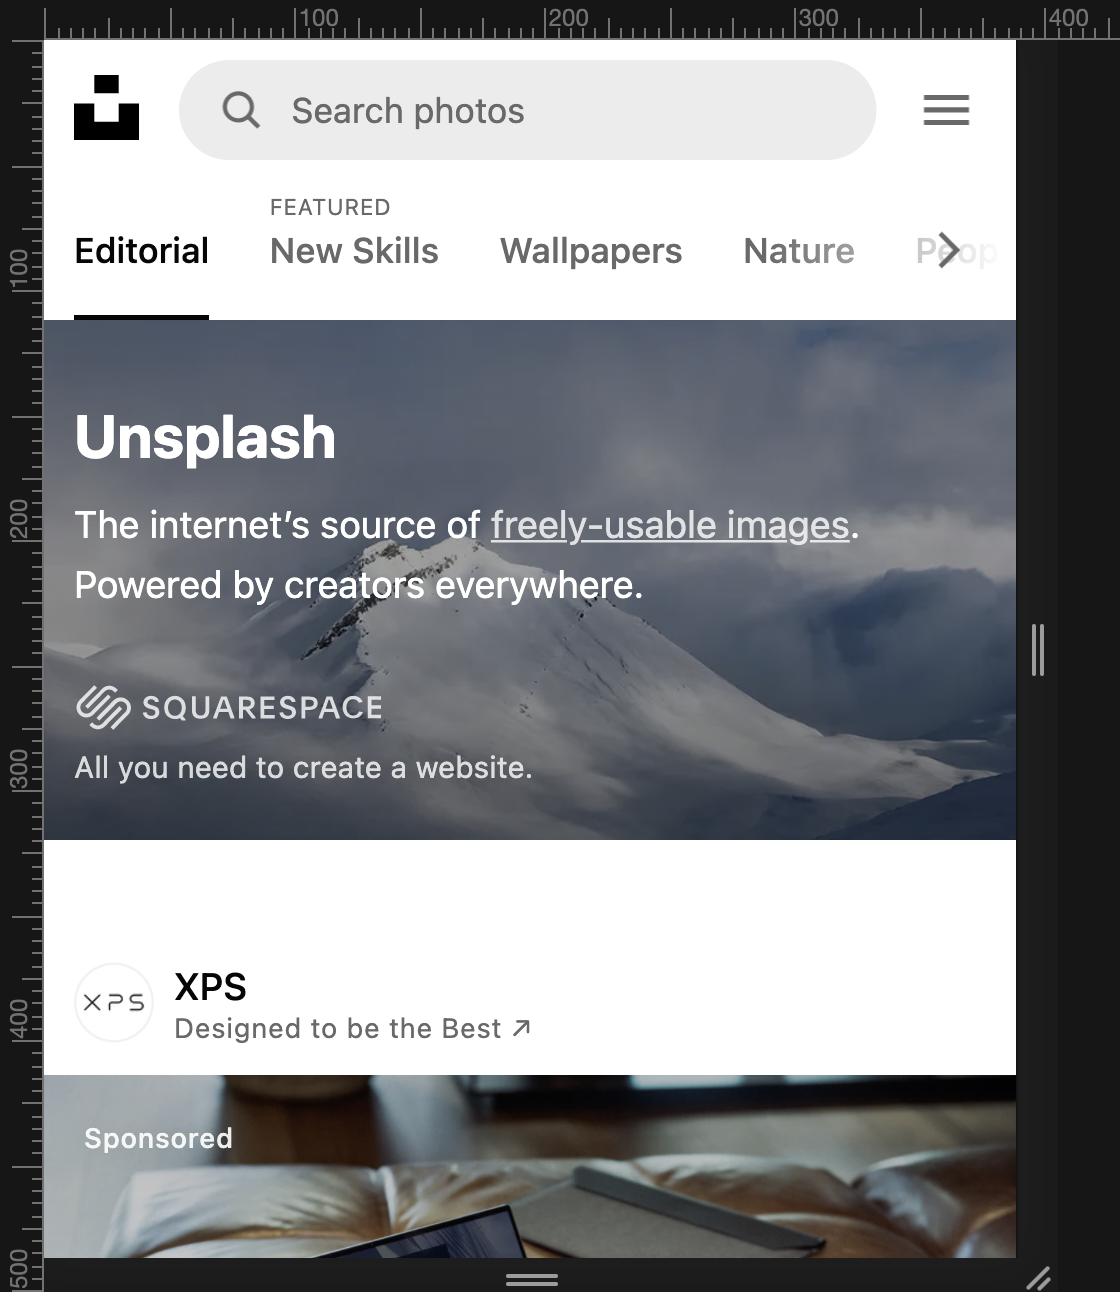 100
200
300
400
Search photos
FEATURED
Editorial
New Skills
Wallpapers
Nature
Peop
100
Unsplash
200
The internet’s source of freely-usable images.
Powered by creators everywhere.
SQUARESPACE
300
All you need to create a website.
XPS
XPS
400
Designed to be the Best ↗
Sponsored
500